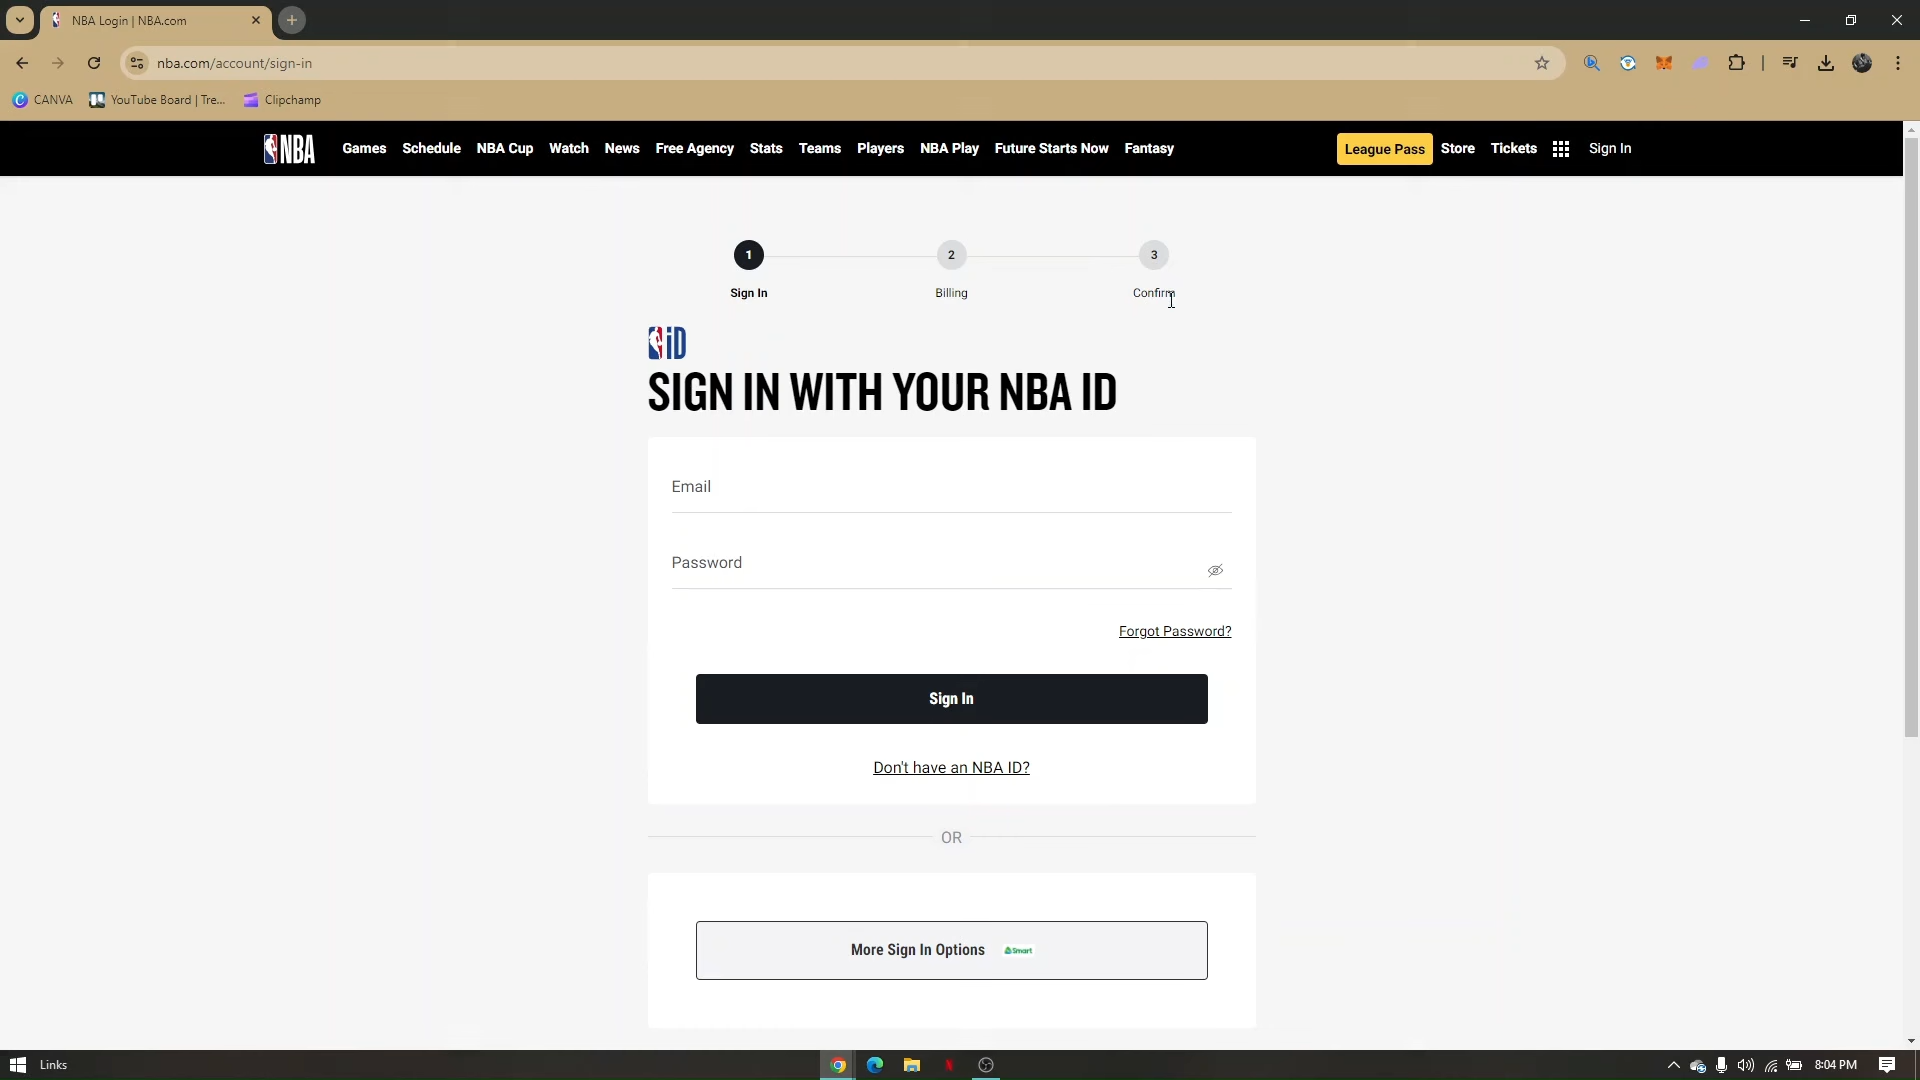 NBA Login | NBA.com
nba.com/account/sign-in
CANVA YouTube Board | Tre... Clipchamp
NBA Games Schedule NBA Cup Watch News Free Agency Stats Teams Players NBA Play Future Starts Now Fantasy League Pass Store Tickets Sign In
1 2 3
Sign In Billing Confirm
iD
SIGN IN WITH YOUR NBA ID
Email
Password
Forgot Password?
Sign In
Don't have an NBA ID?
OR
More Sign In Options Smart
Links 8:04 PM